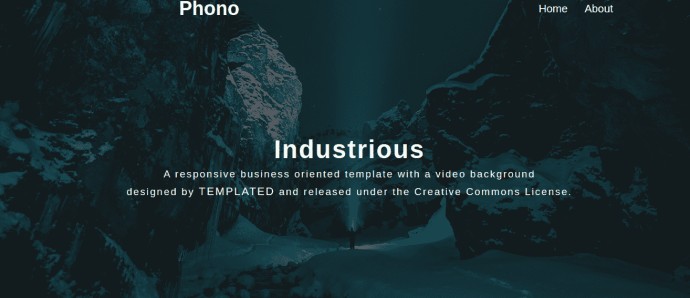 Phono
Home About
Industrious
A responsive business oriented template with a video background
designed by TEMPLATED and released under the Creative Commons License.